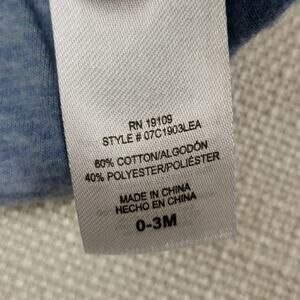 RN 19109
STYLE # 07C1903LEA
60% COTTON/ALGODÓN
40% POLYESTER/POLIÉSTER
MADE IN CHINA
HECHO EN CHINA
0-3M